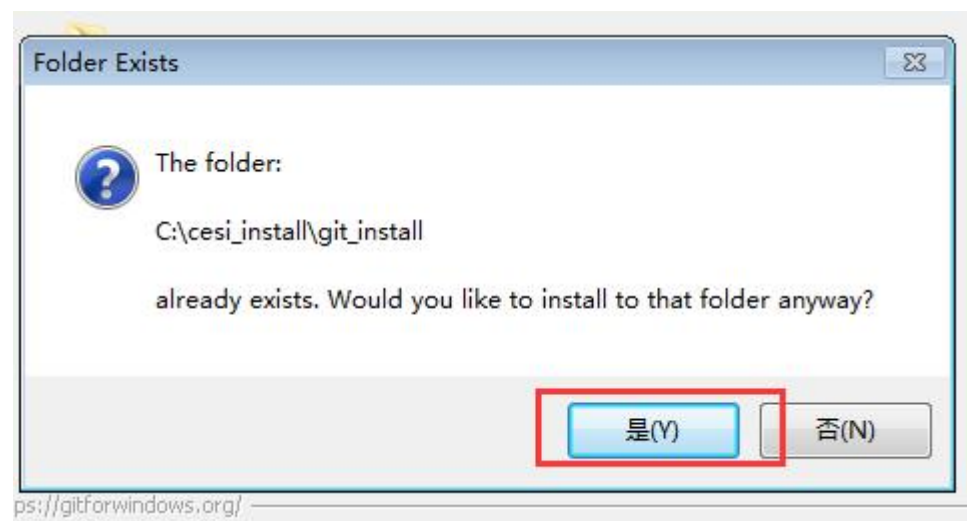 Folder Exists
The folder:
C:\cesi_install\git_install
already exists. Would you like to install to that folder anyway?
是(Y)
否(N)
ps://gitforwindows.org/